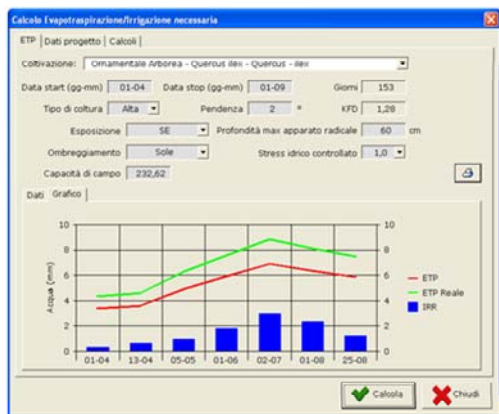 Calcolo Evapotraspirazione/Irrigazione necessaria
ETP Dati progetto Calcoli
Coltivazione: Ornamentale Arborea - Quercus ilex - Quercus - ilex
Data start (gg-mm) 01-04 Data stop (gg-mm) 01-09 Giorni 153
Tipo di coltura Alta Pendenza 2 ° KFD 1,28
Esposizione SE Profondità max apparato radicale 60 cm
Ombreggiamento Sole Stress idrico controllato 1,0
Capacità di campo 232,62
Dati Grafico
10 10
8 8
6 6
4 4
2 2
0 0
Acqua (mm)
01-04 13-04 05-05 01-06 02-07 01-08 25-08
ETP
ETP Reale
IRR
Calcola Chiudi